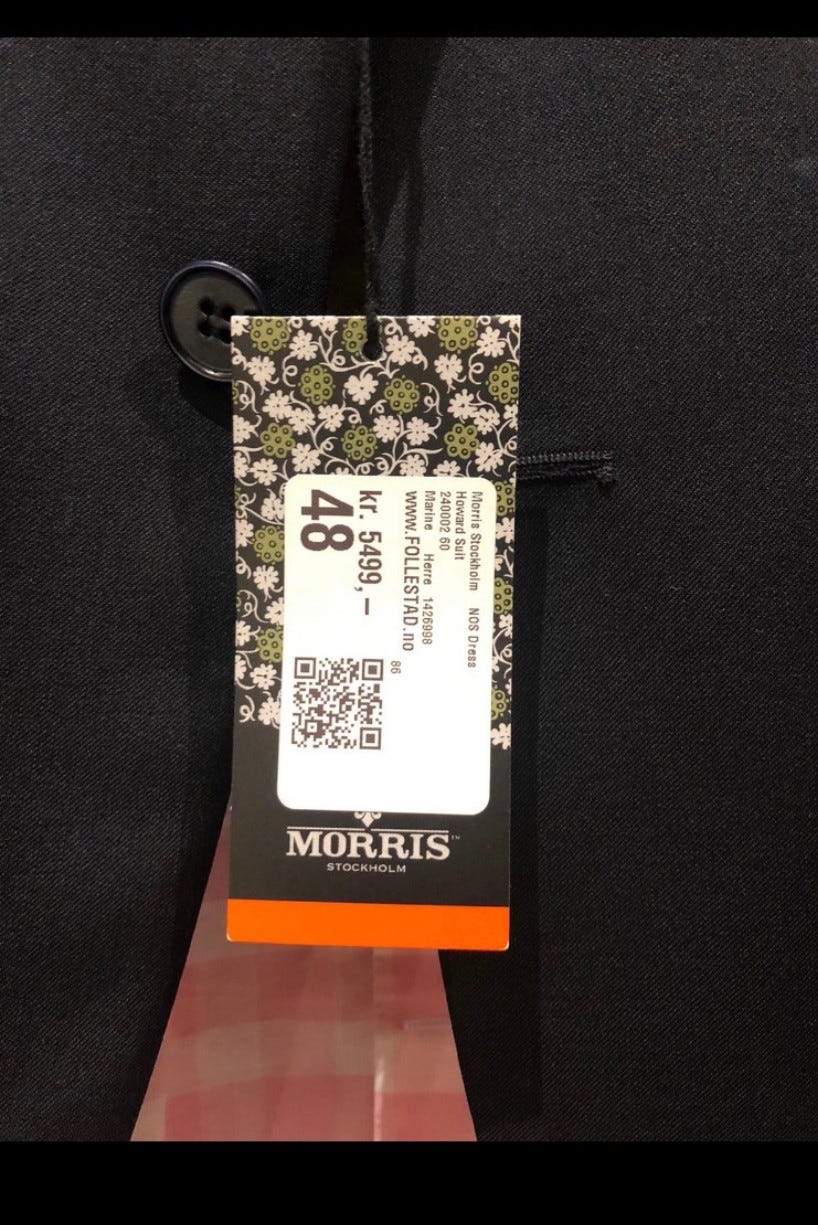 Morris Stockholm NOS Dress
Howard Suit
240002 60
Marine Herre 1426998
WWW.FOLLESTAD.no
86
kr. 5499,-
48
MORRIS™
STOCKHOLM